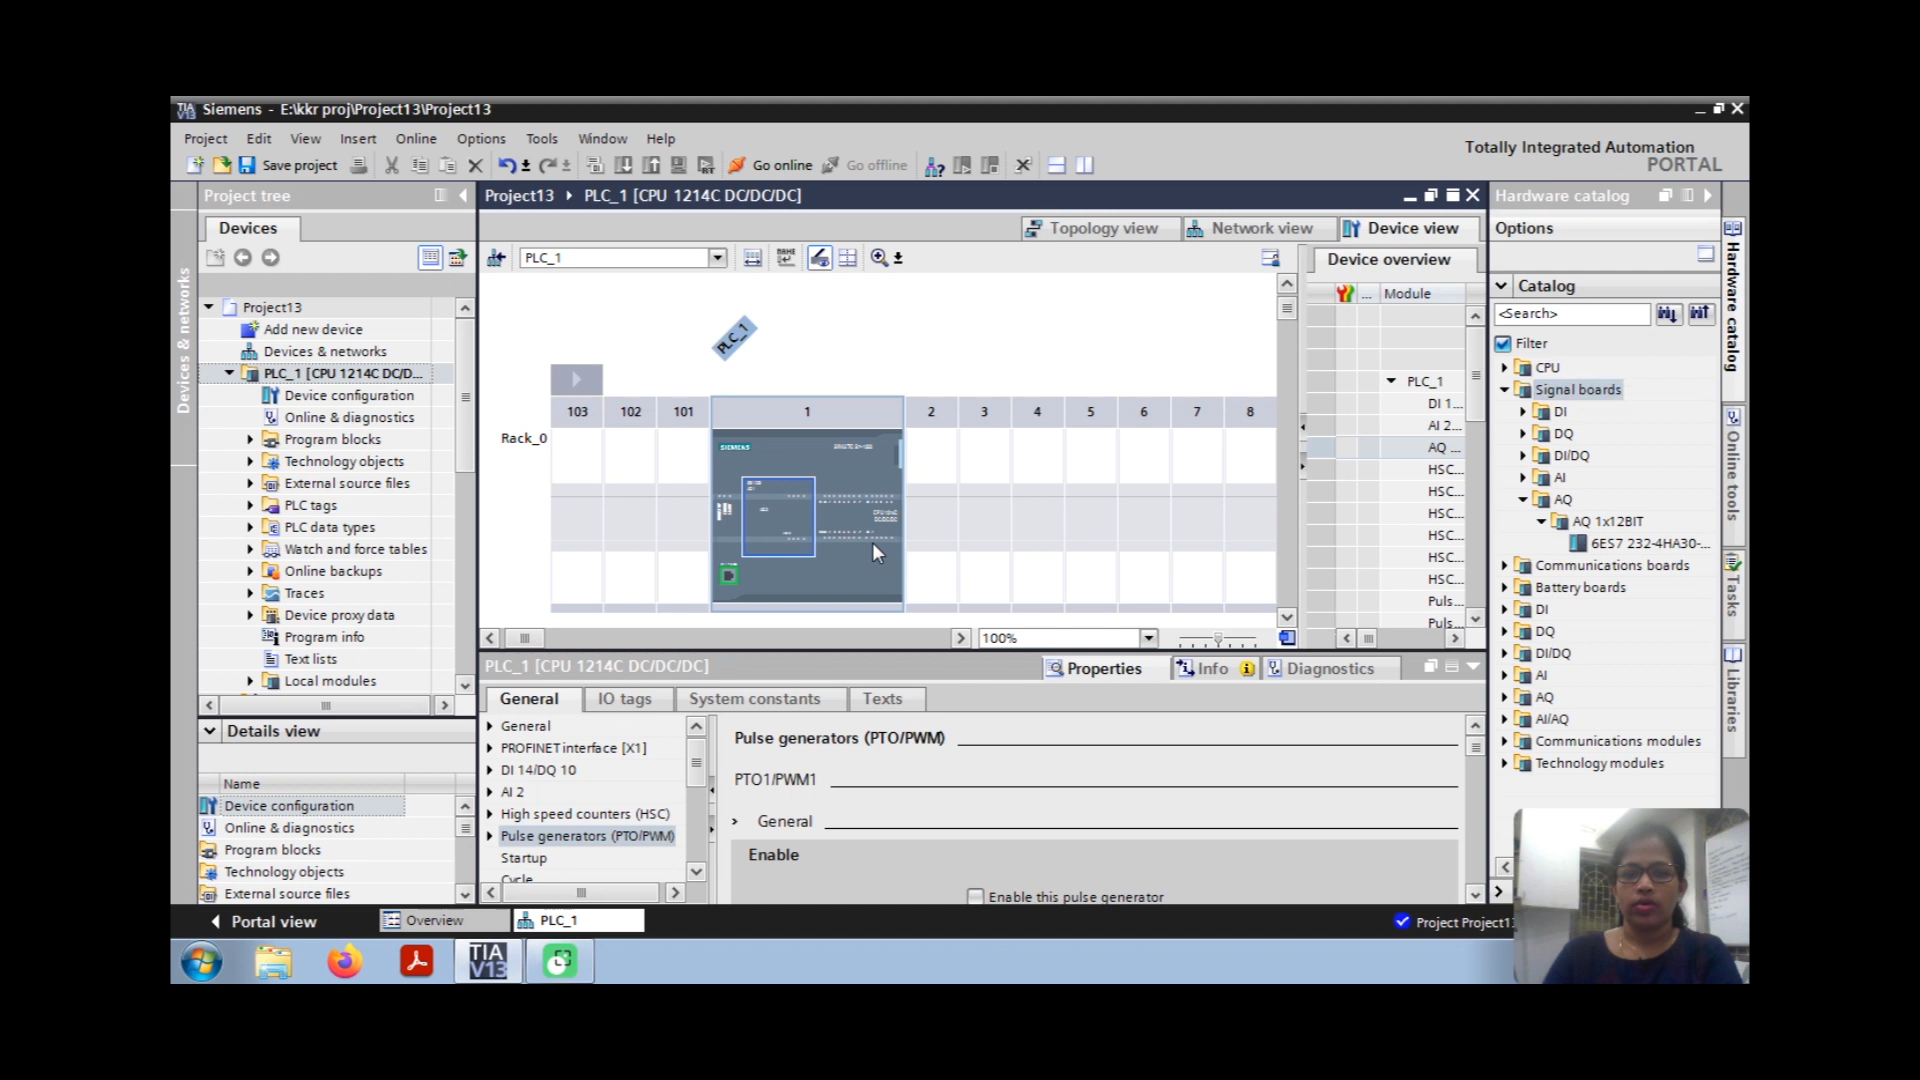 Siemens - E:\kkr proj\Project13\Project13
Project Edit View Insert Online Options Tools Window Help
Totally Integrated Automation
PORTAL
Save project Go online Go offline
Project tree
Devices
Devices & networks
Project13
Add new device
Devices & networks
PLC_1 [CPU 1214C DC/D...
Device configuration
Online & diagnostics
Program blocks
Technology objects
External source files
PLC tags
PLC data types
Watch and force tables
Online backups
Traces
Device proxy data
Program info
Text lists
Local modules
Details view
Name
Device configuration
Online & diagnostics
Program blocks
Technology objects
External source files
Project13 PLC_1 [CPU 1214C DC/DC/DC]
Topology view Network view Device view
PLC_1
PLC_1
103 102 101 1 2 3 4 5 6 7 8
Rack_0
SIEMENS
100%
Device overview
... Module
PLC_1
DI 1...
AI 2...
AQ ...
HSC...
HSC...
HSC...
HSC...
HSC...
HSC...
Puls...
Puls...
PLC_1 [CPU 1214C DC/DC/DC]
Properties Info Diagnostics
General IO tags System constants Texts
General
PROFINET interface [X1]
DI 14/DQ 10
AI 2
High speed counters (HSC)
Pulse generators (PTO/PWM)
Startup
Cycle
Pulse generators (PTO/PWM)
PTO1/PWM1
General
Enable
Enable this pulse generator
Hardware catalog
Options
Catalog
<Search>
Filter
CPU
Signal boards
DI
DQ
DI/DQ
AI
AQ
AQ 1x12BIT
6ES7 232-4HA30-...
Communications boards
Battery boards
DI
DQ
DI/DQ
AI
AQ
AI/AQ
Communications modules
Technology modules
Hardware catalog
Online tools
Tasks
Libraries
Portal view Overview PLC_1
Project Project1
TIA
V13